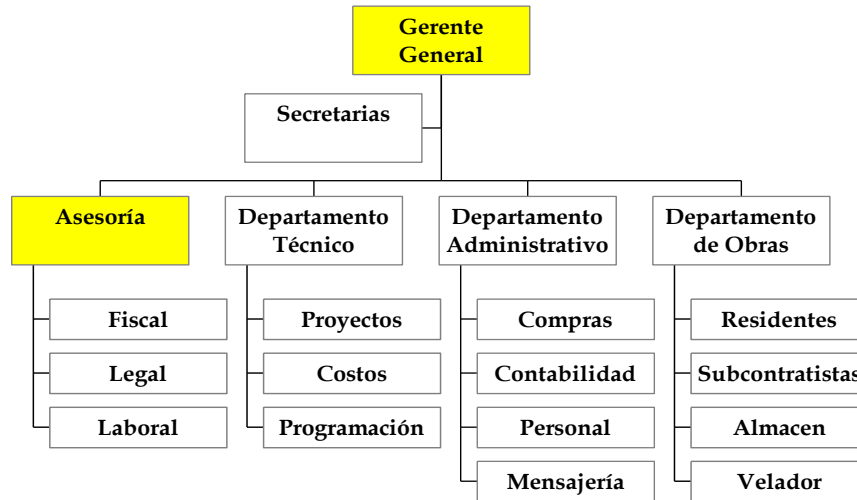 Gerente
General
Secretarias
Asesoría
Departamento
Técnico
Departamento
Administrativo
Departamento
de Obras
Fiscal
Proyectos
Compras
Residentes
Legal
Costos
Contabilidad
Subcontratistas
Laboral
Programación
Personal
Almacen
Mensajería
Velador